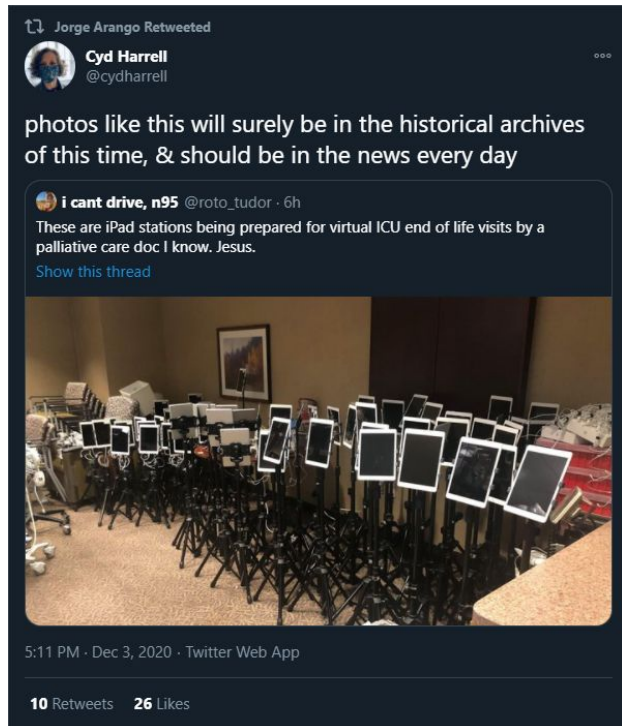 Jorge Arango Retweeted
Cyd Harrell
@cydharrell
photos like this will surely be in the historical archives
of this time, & should be in the news every day
i cant drive, n95 @roto_tudor · 6h
These are iPad stations being prepared for virtual ICU end of life visits by a
palliative care doc I know. Jesus.
Show this thread
5:11 PM · Dec 3, 2020 · Twitter Web App
10 Retweets 26 Likes